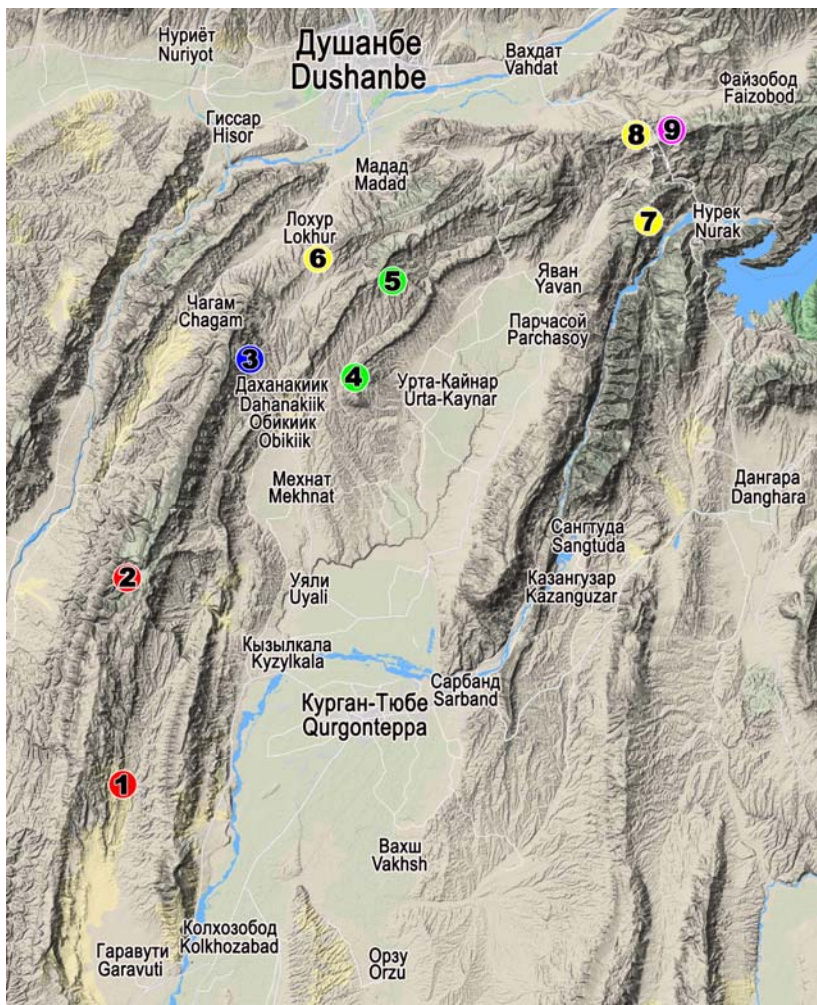 Душанбе
Dushanbe
Нуриёт
Nuriyot
Вахдат
Vahdat
Файзобод
Faizobod
Гиссар
Hisor
8
9
Мадад
Madad
Лохур
Lokhur
6
7
Нурек
Nurak
5
Яван
Yavan
Чагам
Chagam
Парчасой
Parchasoy
3
4
Даханакиик
Dahanakiik
Обикиик
Obikiik
Урта-Кайнар
Urta-Kaynar
Мехнат
Mekhnat
Дангара
Danghara
Сангтуда
Sangtuda
2
Уяли
Uyali
Казангузар
Kazanguzar
Кызылкала
Kyzylkala
Сарбанд
Sarband
Курган-Тюбе
Qurgonteppa
1
Вахш
Vakhsh
Колхозобод
Kolkhozabad
Гаравути
Garavuti
Орзу
Orzu